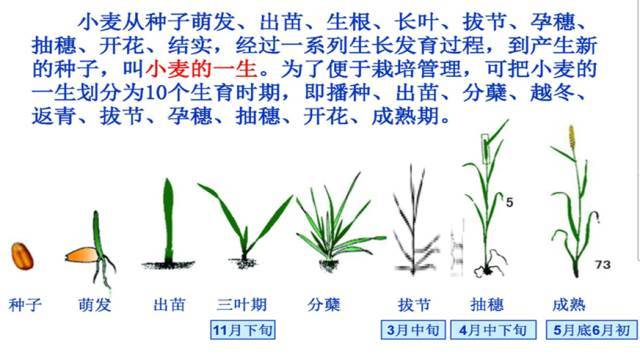 小麦从种子萌发、出苗、生根、长叶、拔节、孕穗、
抽穗、开花、结实，经过一系列生长发育过程，到产生新
的种子，叫小麦的一生。为了便于栽培管理，可把小麦的
一生划分为10个生育时期，即播种、出苗、分蘖、越冬、
返青、拔节、孕穗、抽穗、开花、成熟期。
5
73
种子 萌发 出苗 三叶期 分蘖 拔节 抽穗 成熟
11月下旬 3月中旬 4月中下旬 5月底6月初